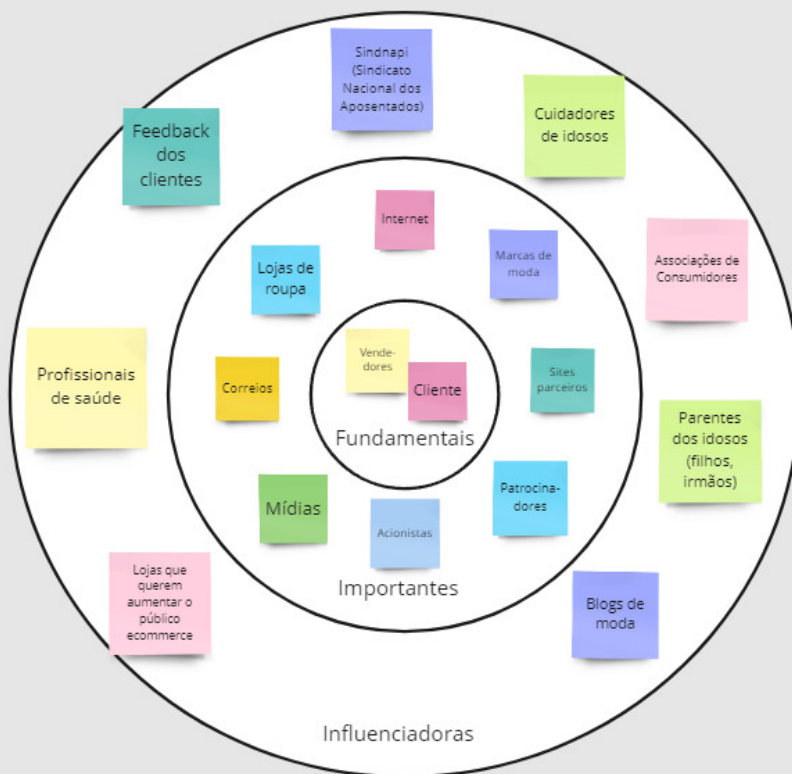 Sindnapi
(Sindicato
Nacional dos
Aposentados)
Cuidadores
de idosos
Feedback
dos
clientes
Internet
Marcas de
moda
Lojas de
roupa
Associações de
Consumidores
Vende-
dores
Cliente
Fundamentais
Sites
parceiros
Correios
Profissionais
de saúde
Parentes
dos idosos
(filhos,
irmãos)
Patrocina-
dores
Mídias
Acionistas
Importantes
Lojas que
querem
aumentar o
público
ecommerce
Blogs de
moda
Influenciadoras